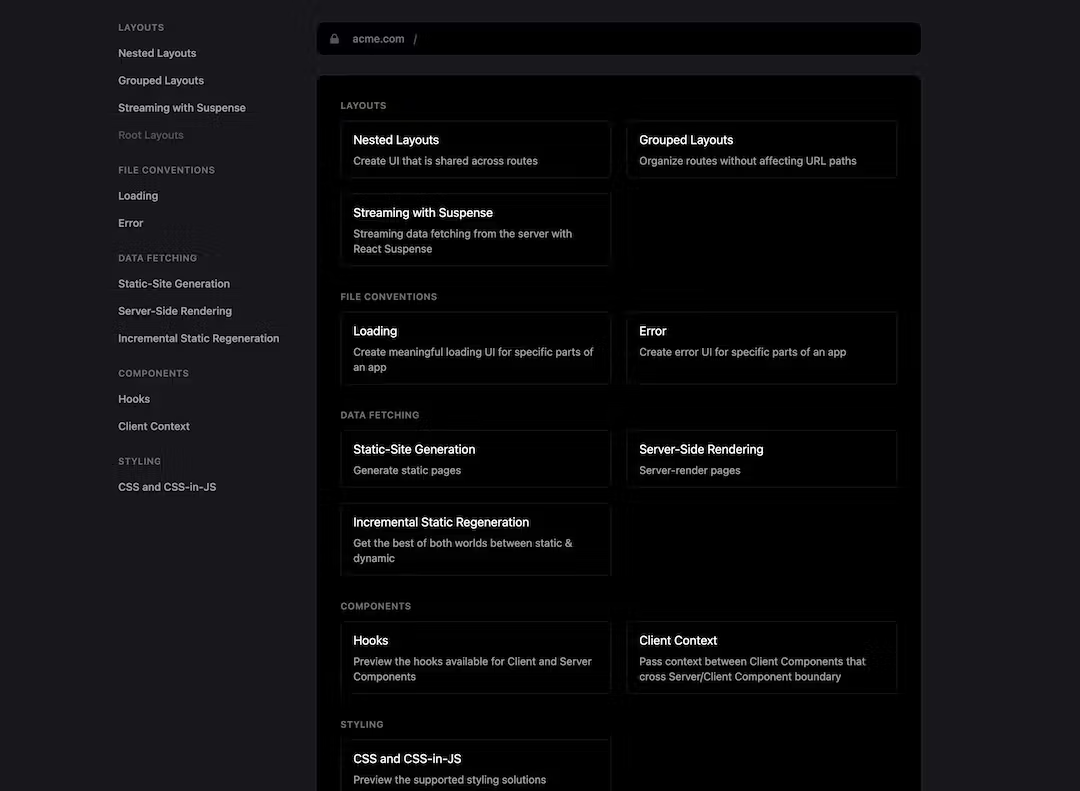 LAYOUTS
Nested Layouts
Grouped Layouts
Streaming with Suspense
Root Layouts
FILE CONVENTIONS
Loading
Error
DATA FETCHING
Static-Site Generation
Server-Side Rendering
Incremental Static Regeneration
COMPONENTS
Hooks
Client Context
STYLING
CSS and CSS-in-JS
acme.com /
LAYOUTS
Nested Layouts
Create UI that is shared across routes
Grouped Layouts
Organize routes without affecting URL paths
Streaming with Suspense
Streaming data fetching from the server with
React Suspense
FILE CONVENTIONS
Loading
Create meaningful loading UI for specific parts of
an app
Error
Create error UI for specific parts of an app
DATA FETCHING
Static-Site Generation
Generate static pages
Server-Side Rendering
Server-render pages
Incremental Static Regeneration
Get the best of both worlds between static &
dynamic
COMPONENTS
Hooks
Preview the hooks available for Client and Server
Components
Client Context
Pass context between Client Components that
cross Server/Client Component boundary
STYLING
CSS and CSS-in-JS
Preview the supported styling solutions